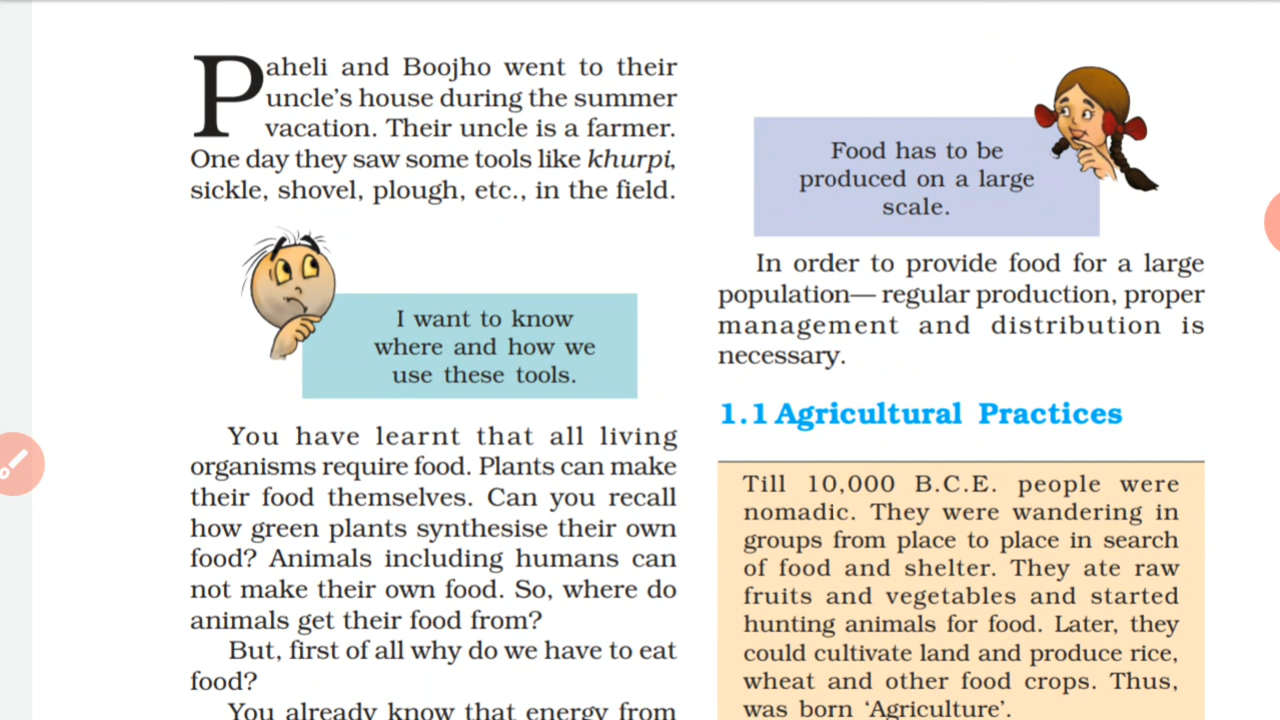 Paheli and Boojho went to their
uncle's house during the summer
vacation. Their uncle is a farmer.
One day they saw some tools like khurpi,
sickle, shovel, plough, etc., in the field.
I want to know
where and how we
use these tools.
You have learnt that all living
organisms require food. Plants can make
their food themselves. Can you recall
how green plants synthesise their own
food? Animals including humans can
not make their own food. So, where do
animals get their food from?
But, first of all why do we have to eat
food?
You already know that energy from
Food has to be
produced on a large
scale.
In order to provide food for a large
population— regular production, proper
management and distribution is
necessary.
1.1 Agricultural Practices
Till 10,000 B.C.E. people were
nomadic. They were wandering in
groups from place to place in search
of food and shelter. They ate raw
fruits and vegetables and started
hunting animals for food. Later, they
could cultivate land and produce rice,
wheat and other food crops. Thus,
was born 'Agriculture'.